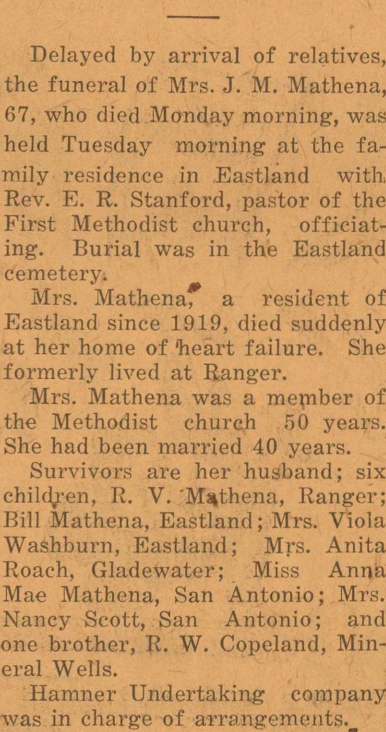 Delayed by arrival of relatives,
the funeral of Mrs. J. M. Mathena,
67, who died Monday morning, was
held Tuesday morning at the fa-
mily residence in Eastland with
Rev. E. R. Stanford, pastor of the
First Methodist church, officiat-
ing. Burial was in the Eastland
cemetery.
Mrs. Mathena, a resident of
Eastland since 1919, died suddenly
at her home of heart failure. She
formerly lived at Ranger.
Mrs. Mathena was a member of
the Methodist church 50 years.
She had been married 40 years.
Survivors are her husband; six
children, R. V. Mathena, Ranger;
Bill Mathena, Eastland; Mrs. Viola
Washburn, Eastland; Mrs. Anita
Roach, Gladewater; Miss Anna
Mae Mathena, San Antonio; Mrs.
Nancy Scott, San Antonio; and
one brother, R. W. Copeland, Min-
eral Wells.
Hamner Undertaking company
was in charge of arrangements.